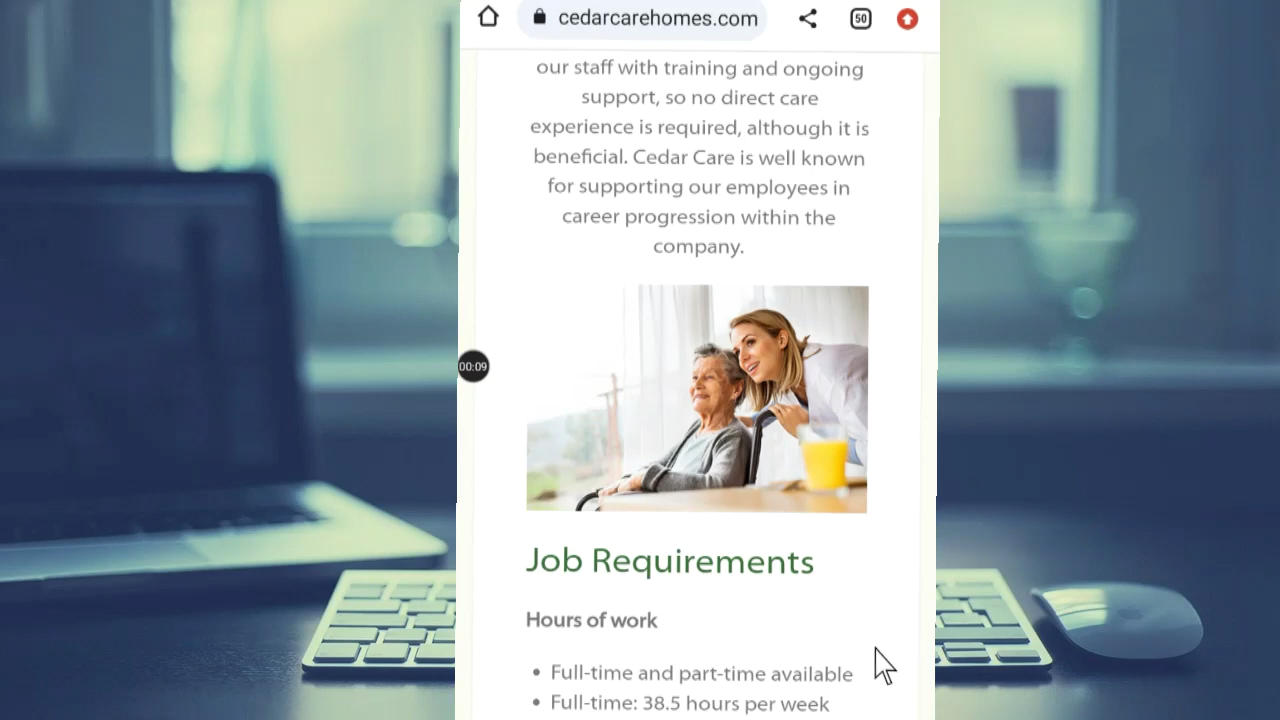 cedarcarehomes.com
50
our staff with training and ongoing
support, so no direct care
experience is required, although it is
beneficial. Cedar Care is well known
for supporting our employees in
career progression within the
company.
00:09
Job Requirements
Hours of work
• Full-time and part-time available
• Full-time: 38.5 hours per week